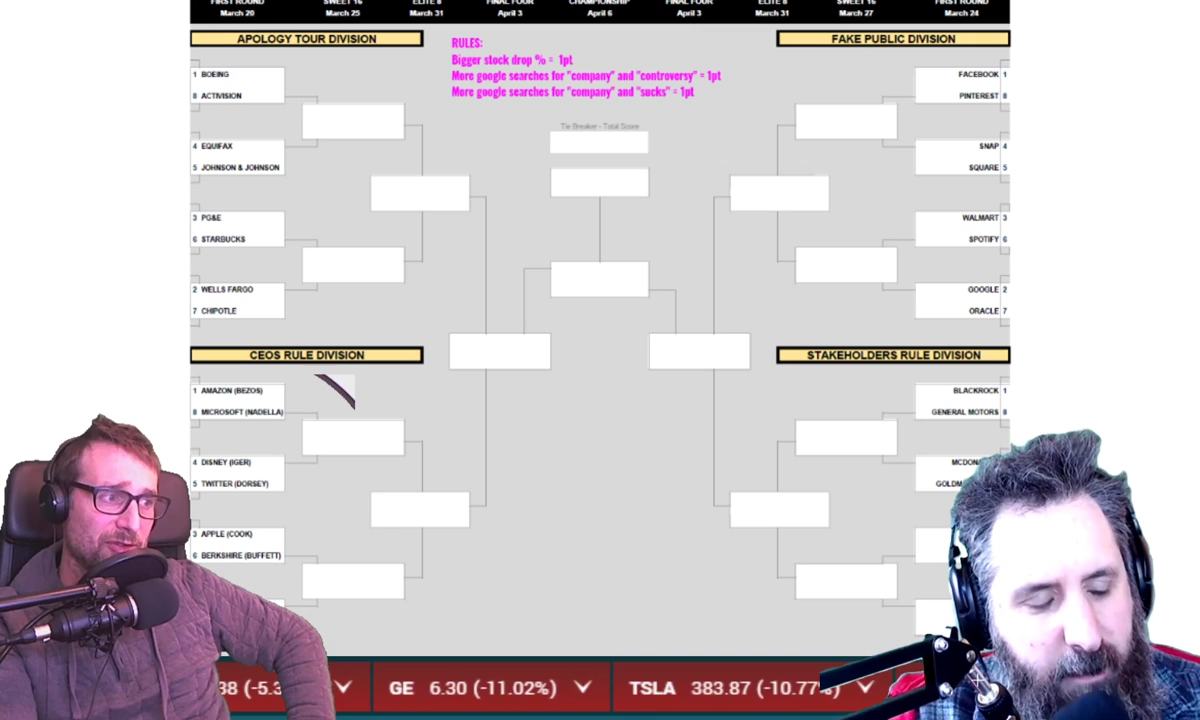 FIRST ROUND SWEET 16 ELITE 8 FINAL FOUR CHAMPIONSHIP FINAL FOUR ELITE 8 SWEET 16 FIRST ROUND
March 20 March 25 March 31 April 3 April 6 April 3 March 31 March 27 March 24
APOLOGY TOUR DIVISION
1 BOEING
8 ACTIVISION
4 EQUIFAX
5 JOHNSON & JOHNSON
3 PG&E
6 STARBUCKS
2 WELLS FARGO
7 CHIPOTLE
RULES:
Bigger stock drop % = 1pt
More google searches for "company" and "controversy" = 1pt
More google searches for "company" and "sucks" = 1pt
Tie Breaker - Total Score
FAKE PUBLIC DIVISION
FACEBOOK 1
PINTEREST 8
SNAP 4
SQUARE 5
WALMART 3
SPOTIFY 6
GOOGLE 2
ORACLE 7
CEOS RULE DIVISION
1 AMAZON (BEZOS)
8 MICROSOFT (NADELLA)
4 DISNEY (IGER)
5 TWITTER (DORSEY)
3 APPLE (COOK)
6 BERKSHIRE (BUFFETT)
STAKEHOLDERS RULE DIVISION
BLACKROCK 1
GENERAL MOTORS 8
38 (-5.3
GE 6.30 (-11.02%)
TSLA 383.87 (-10.77%)